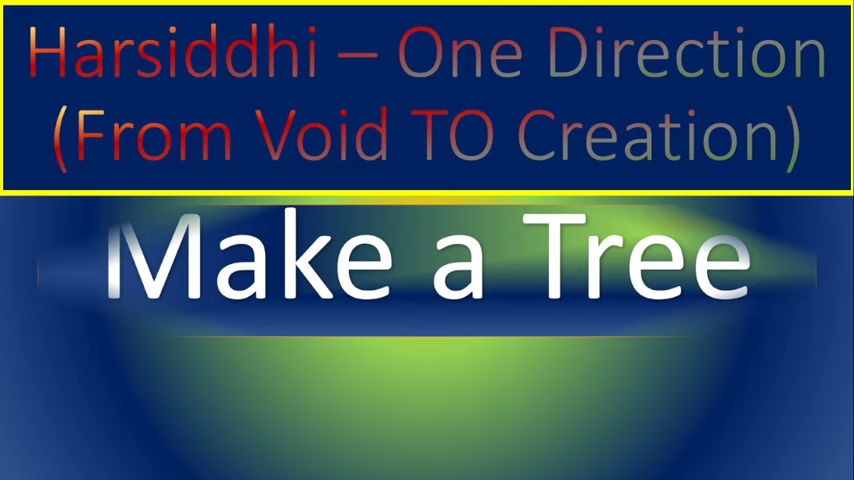 Harsiddhi – One Direction
(From Void TO Creation)
Make a Tree